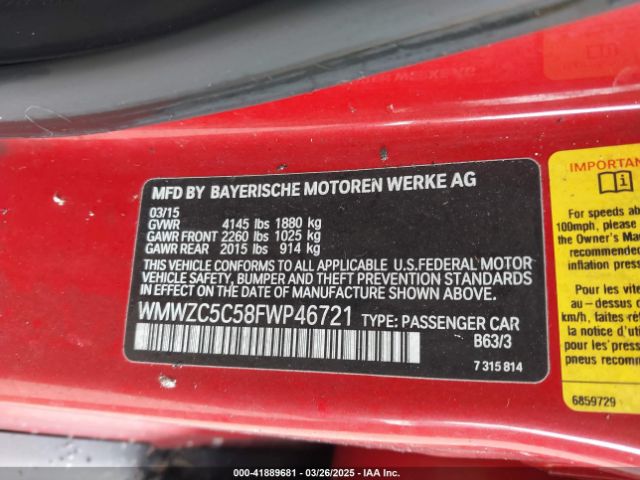 MFD BY BAYERISCHE MOTOREN WERKE AG
03/15
GVWR 4145 lbs 1880 kg
GAWR FRONT 2260 lbs 1025 kg
GAWR REAR 2015 lbs 914 kg
THIS VEHICLE CONFORMS TO ALL APPLICABLE U.S.FEDERAL MOTOR
VEHICLE SAFETY, BUMPER AND THEFT PREVENTION STANDARDS
IN EFFECT ON THE DATE OF MANUFACTURE SHOWN ABOVE.
WMWZC5C58FWP46721 TYPE: PASSENGER CAR
B63/3
7 315 814
IMPORTAN
For speeds ab
100mph, please
the Owner's Ma
recommended
inflation press
Pour les
au – dessus d
km/h, faites ré
la notice d'uti
les pressions
pneus recomm
6859729
000-41889681 - 03/26/2025 - IAA Inc.